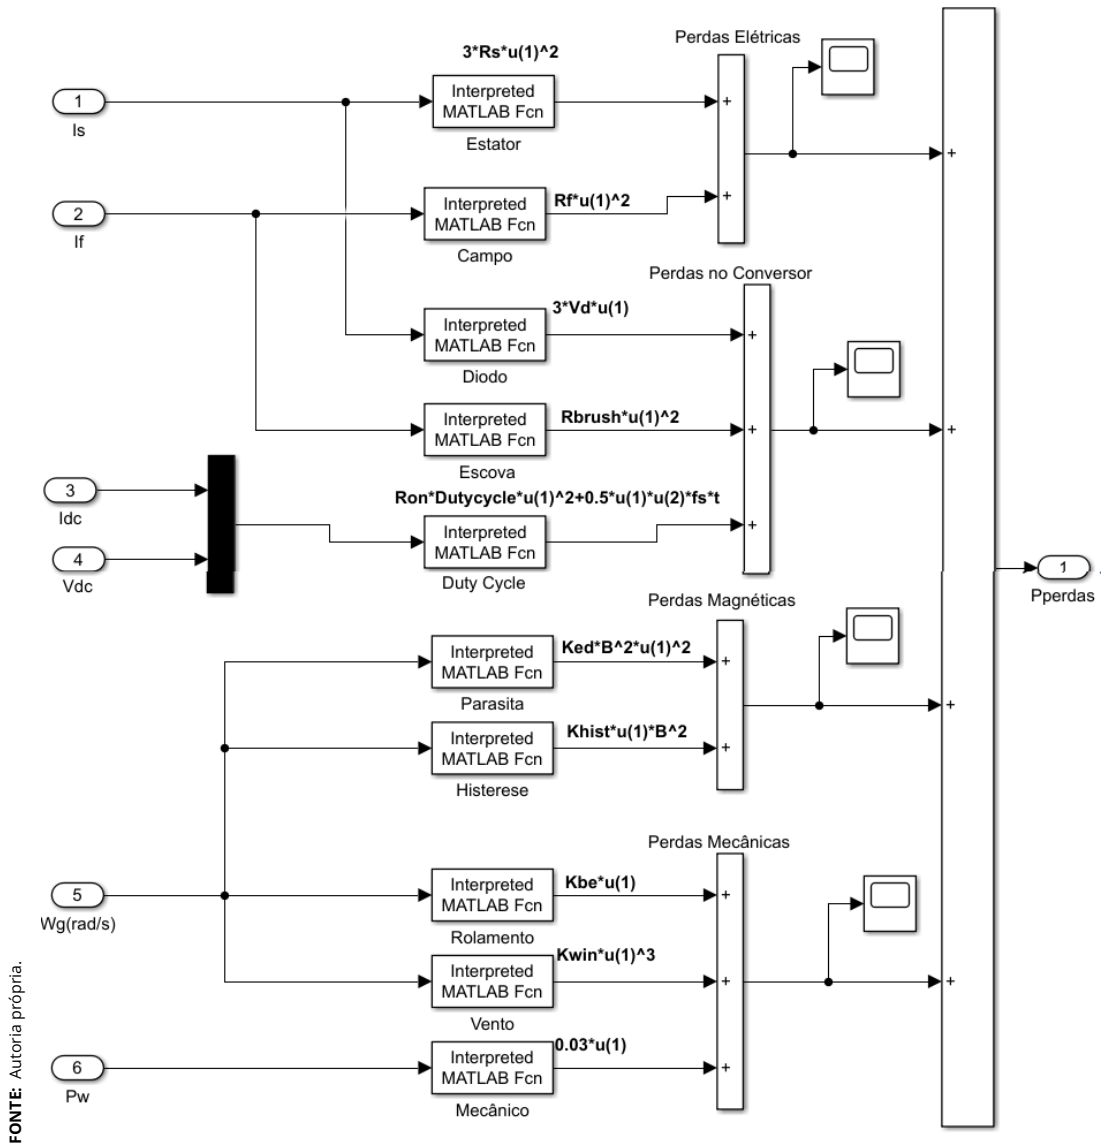 Perdas Elétricas
3*Rs*u(1)^2
1
Is
Interpreted
MATLAB Fcn
Estator
+
+
2
If
Interpreted
MATLAB Fcn
Campo
Rf*u(1)^2
+
Perdas no Conversor
3*Vd*u(1)
Interpreted
MATLAB Fcn
Diodo
+
Interpreted
MATLAB Fcn
Escova
Rbrush*u(1)^2
+
+
3
Idc
4
Vdc
Ron*Dutycycle*u(1)^2+0.5*u(1)*u(2)*fs*t
Interpreted
MATLAB Fcn
Duty Cycle
+
1
Pperdas
Perdas Magnéticas
Interpreted
MATLAB Fcn
Parasita
Ked*B^2*u(1)^2
+
+
Interpreted
MATLAB Fcn
Histerese
Khist*u(1)*B^2
+
Perdas Mecânicas
5
Wg(rad/s)
Interpreted
MATLAB Fcn
Rolamento
Kbe*u(1)
+
Kwin*u(1)^3
Interpreted
MATLAB Fcn
Vento
+
+
6
Pw
0.03*u(1)
Interpreted
MATLAB Fcn
Mecânico
+
FONTE: Autoria própria.